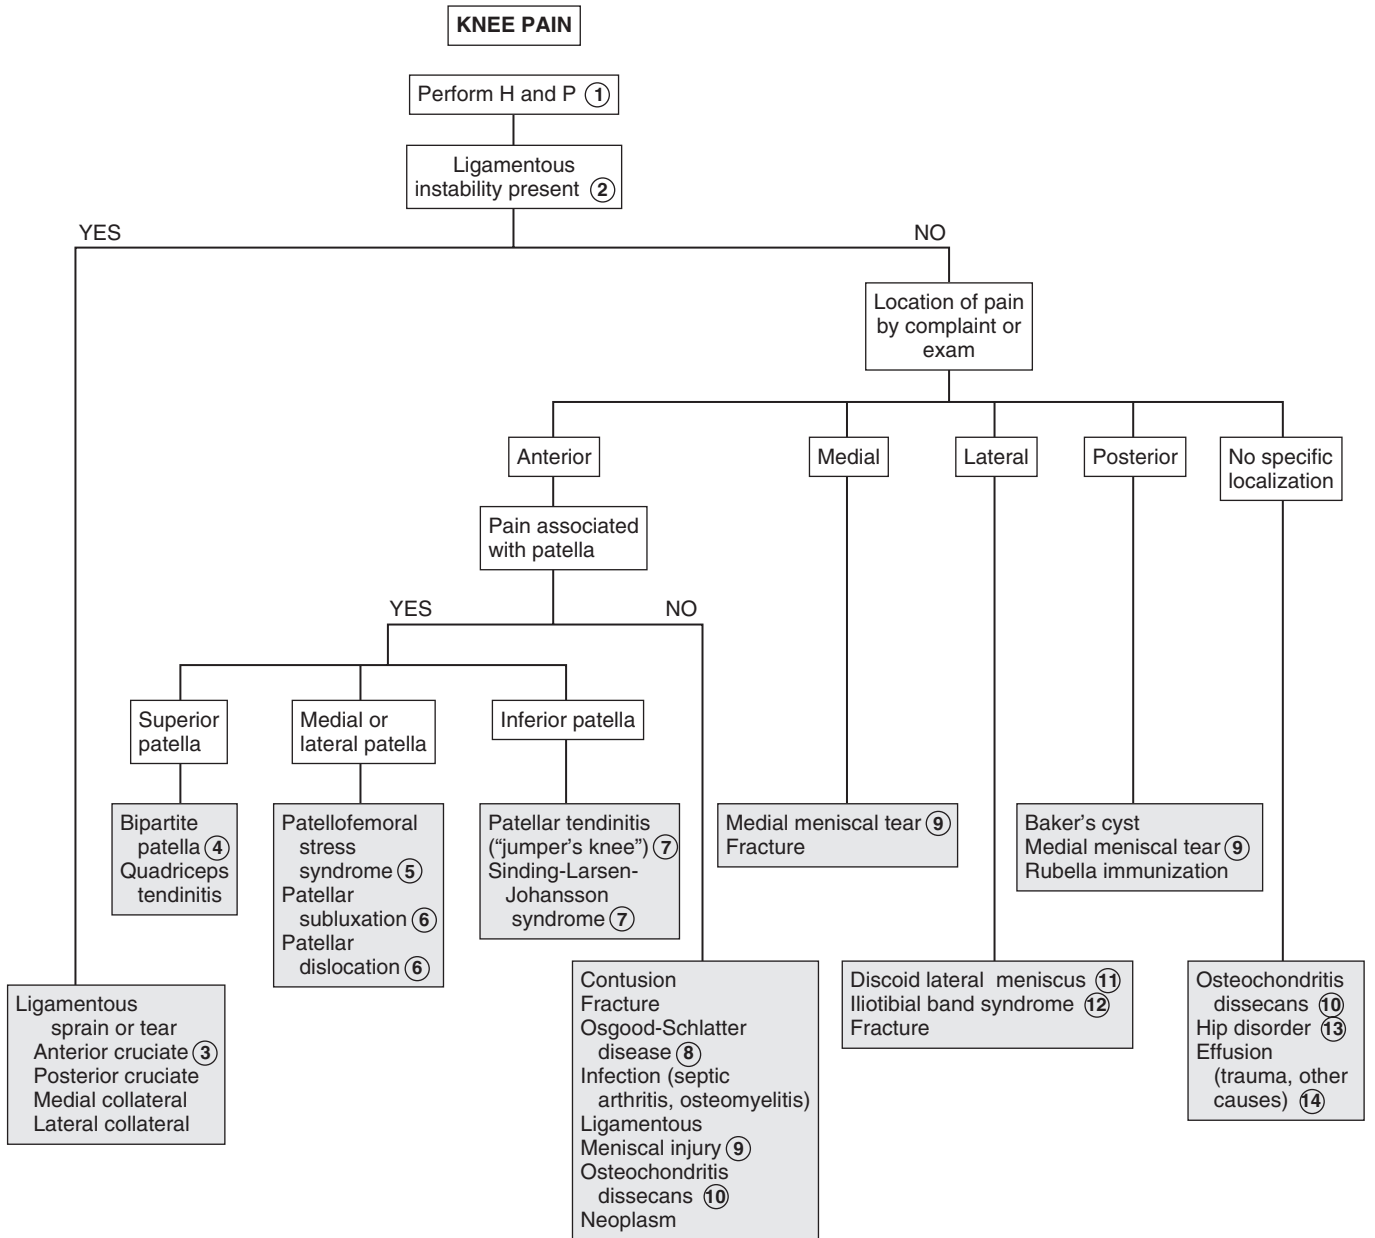 KNEE PAIN
Perform H and P 1
Ligamentous
instability present 2
YES
NO
Location of pain
by complaint or
exam
Anterior
Medial
Lateral
Posterior
No specific
localization
Pain associated
with patella
YES
NO
Superior
patella
Medial or
lateral patella
Inferior patella
Bipartite
patella 4
Quadriceps
tendinitis
Patellofemoral
stress
syndrome 5
Patellar
subluxation 6
Patellar
dislocation 6
Patellar tendinitis
(“jumper’s knee”) 7
Sinding-Larsen-
Johansson
syndrome 7
Medial meniscal tear 9
Fracture
Baker’s cyst
Medial meniscal tear 9
Rubella immunization
Ligamentous
sprain or tear
Anterior cruciate 3
Posterior cruciate
Medial collateral
Lateral collateral
Contusion
Fracture
Osgood-Schlatter
disease 8
Infection (septic
arthritis, osteomyelitis)
Ligamentous
Meniscal injury 9
Osteochondritis
dissecans 10
Neoplasm
Discoid lateral meniscus 11
Iliotibial band syndrome 12
Fracture
Osteochondritis
dissecans 10
Hip disorder 13
Effusion
(trauma, other
causes) 14